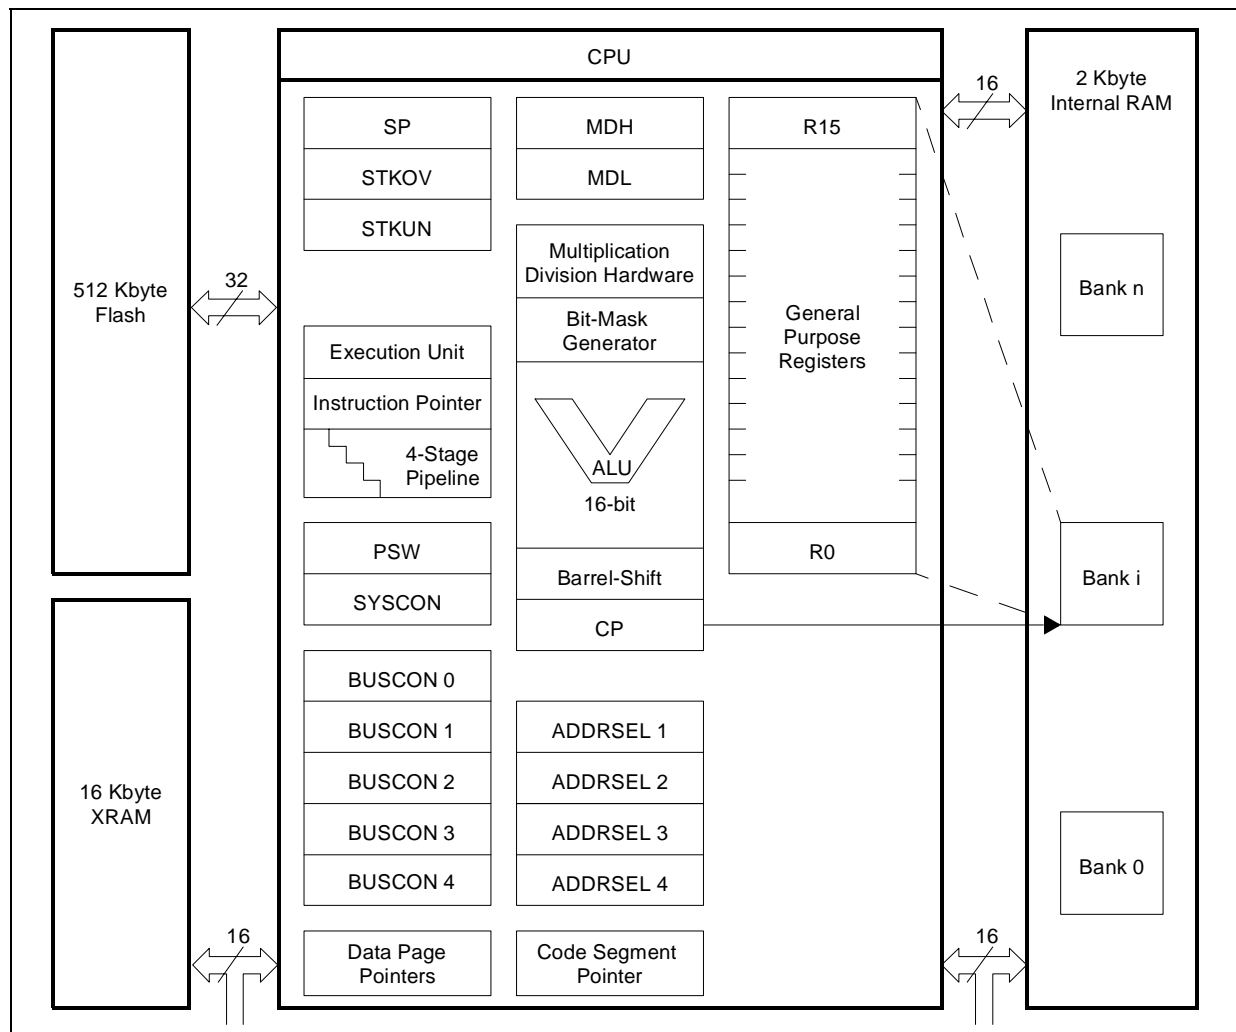 CPU
512 Kbyte
Flash
32
16 Kbyte
XRAM
16
SP
STKOV
STKUN
Execution Unit
Instruction Pointer
4-Stage
Pipeline
PSW
SYSCON
BUSCON 0
BUSCON 1
BUSCON 2
BUSCON 3
BUSCON 4
Data Page
Pointers
MDH
MDL
Multiplication
Division Hardware
Bit-Mask
Generator
ALU
16-bit
Barrel-Shift
CP
ADDRSEL 1
ADDRSEL 2
ADDRSEL 3
ADDRSEL 4
Code Segment
Pointer
R15
General
Purpose
Registers
R0
16
16
2 Kbyte
Internal RAM
Bank n
Bank i
Bank 0